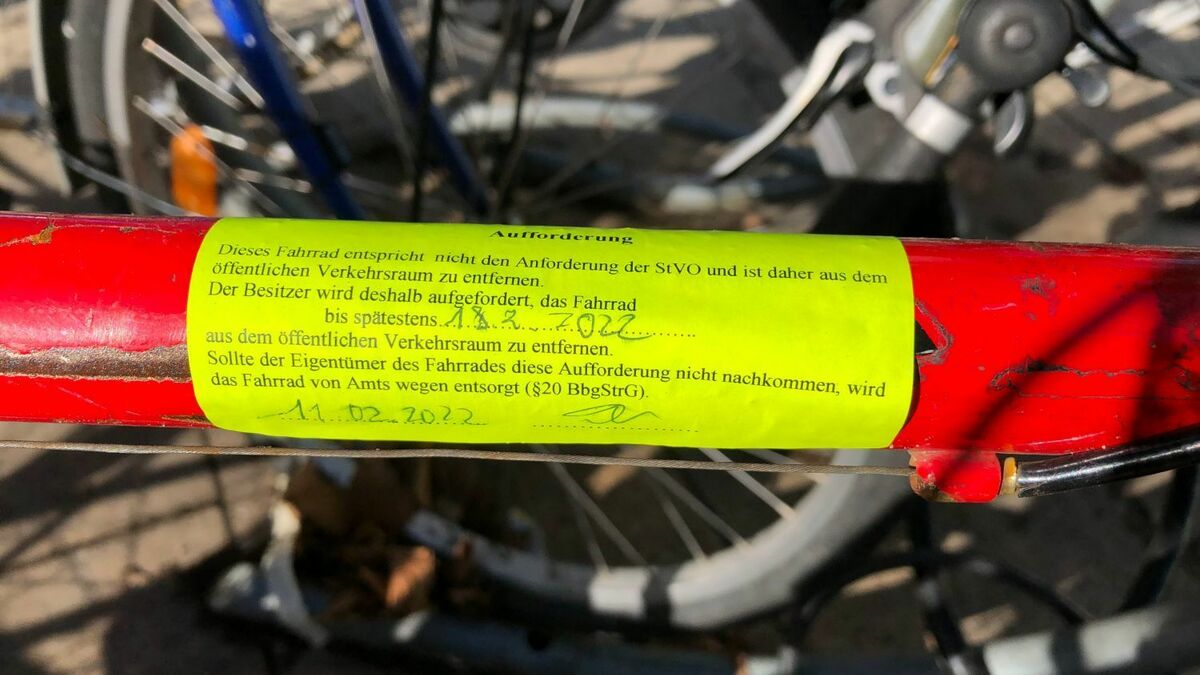 Aufforderung
Dieses Fahrrad entspricht nicht den Anforderung der StVO und ist daher aus dem
öffentlichen Verkehrsraum zu entfernen.
Der Besitzer wird deshalb aufgefordert, das Fahrrad
bis spätestens 18.2.2022
aus dem öffentlichen Verkehrsraum zu entfernen.
Sollte der Eigentümer des Fahrrades diese Aufforderung nicht nachkommen, wird
das Fahrrad von Amts wegen entsorgt (§20 BbgStrG).
11.02.2022